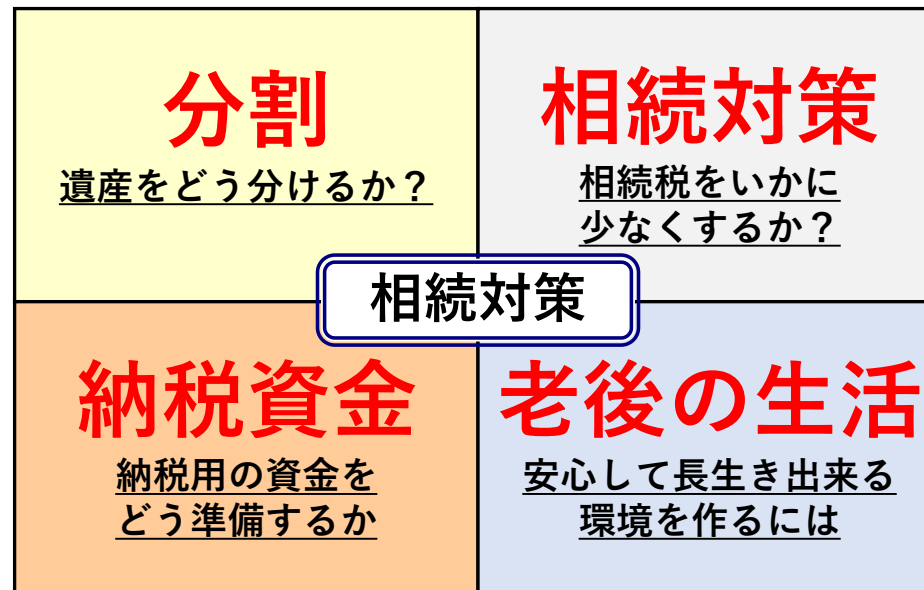 分割
遺産をどう分けるか？
相続対策
相続税をいかに
少なくするか？
相続対策
納税資金
納税用の資金を
どう準備するか
老後の生活
安心して長生き出来る
環境を作るには